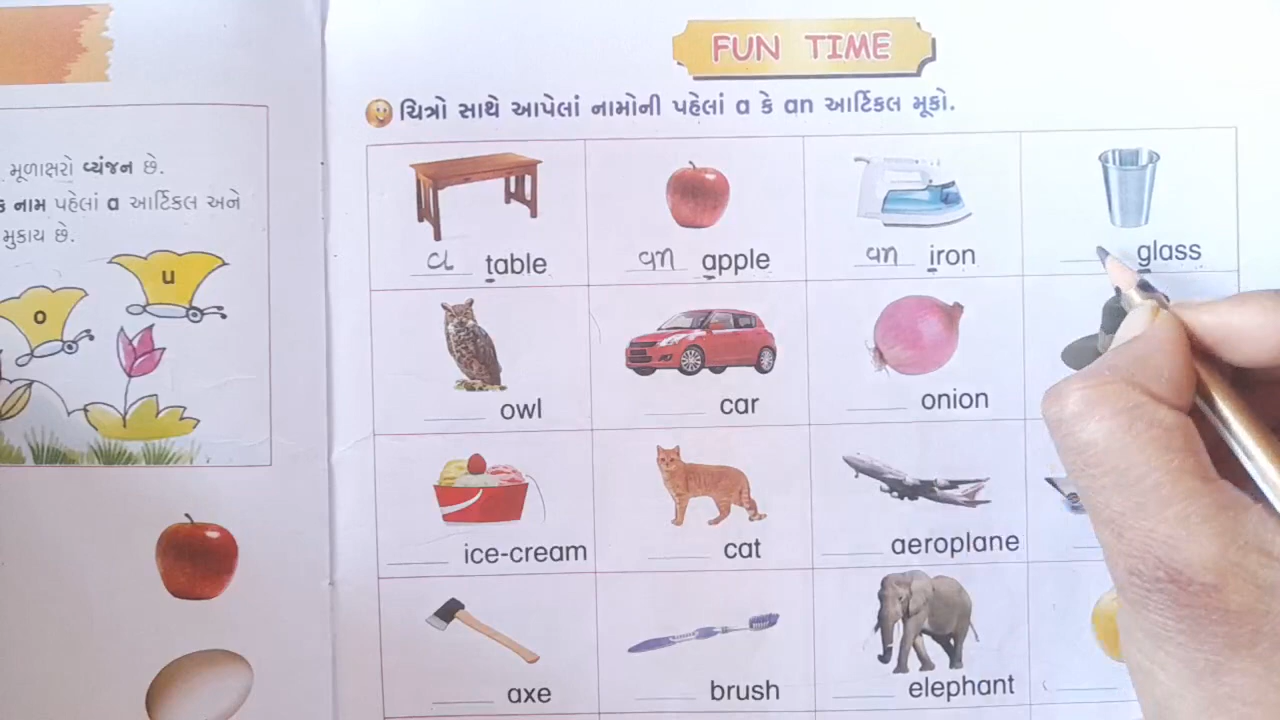 FUN TIME
ચિત્રો સાથે આપેલાં નામોની પહેલાં a કે an આર્ટિકલ મૂકો.
મૂળાક્ષરો વ્યંજન છે.
નામ પહેલાં a આર્ટિકલ અને
મુકાય છે.
u
o
a table
an apple
an iron
glass
owl
car
onion
ice-cream
cat
aeroplane
axe
brush
elephant